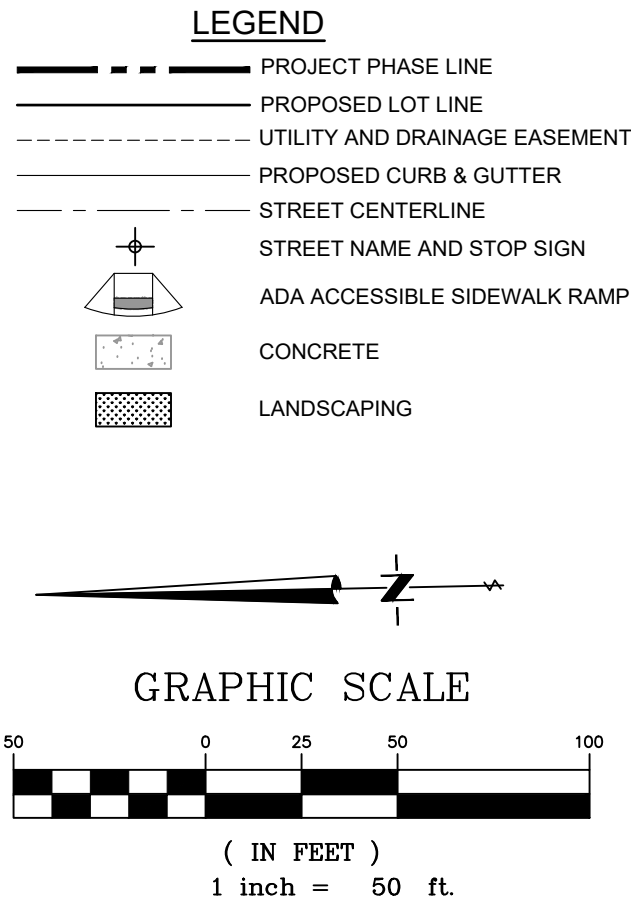 LEGEND
PROJECT PHASE LINE
PROPOSED LOT LINE
UTILITY AND DRAINAGE EASEMENT
PROPOSED CURB & GUTTER
STREET CENTERLINE
STREET NAME AND STOP SIGN
ADA ACCESSIBLE SIDEWALK RAMP
CONCRETE
LANDSCAPING
N
GRAPHIC SCALE
50 0 25 50 100
( IN FEET )
1 inch = 50 ft.